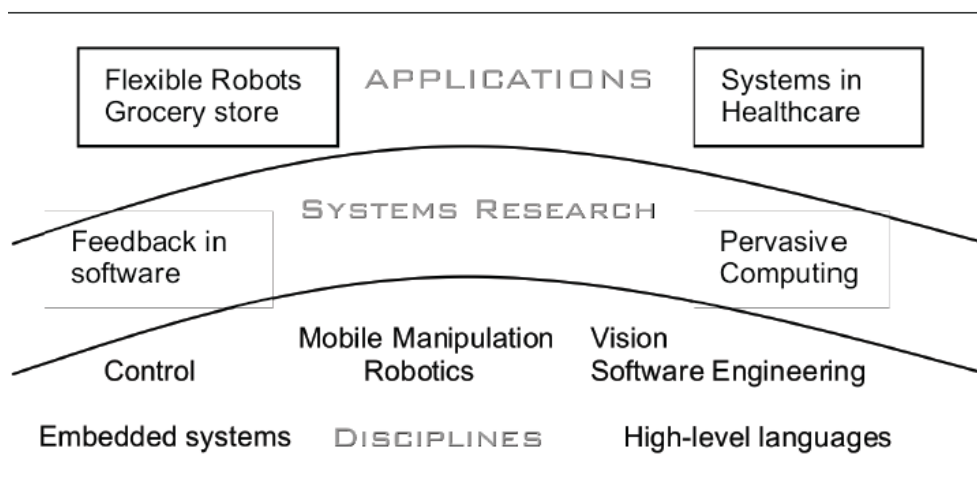 Flexible Robots
Grocery store
APPLICATIONS
Systems in
Healthcare
SYSTEMS RESEARCH
Feedback in
software
Pervasive
Computing
Mobile Manipulation
Robotics
Vision
Software Engineering
Control
Embedded systems
DISCIPLINES
High-level languages